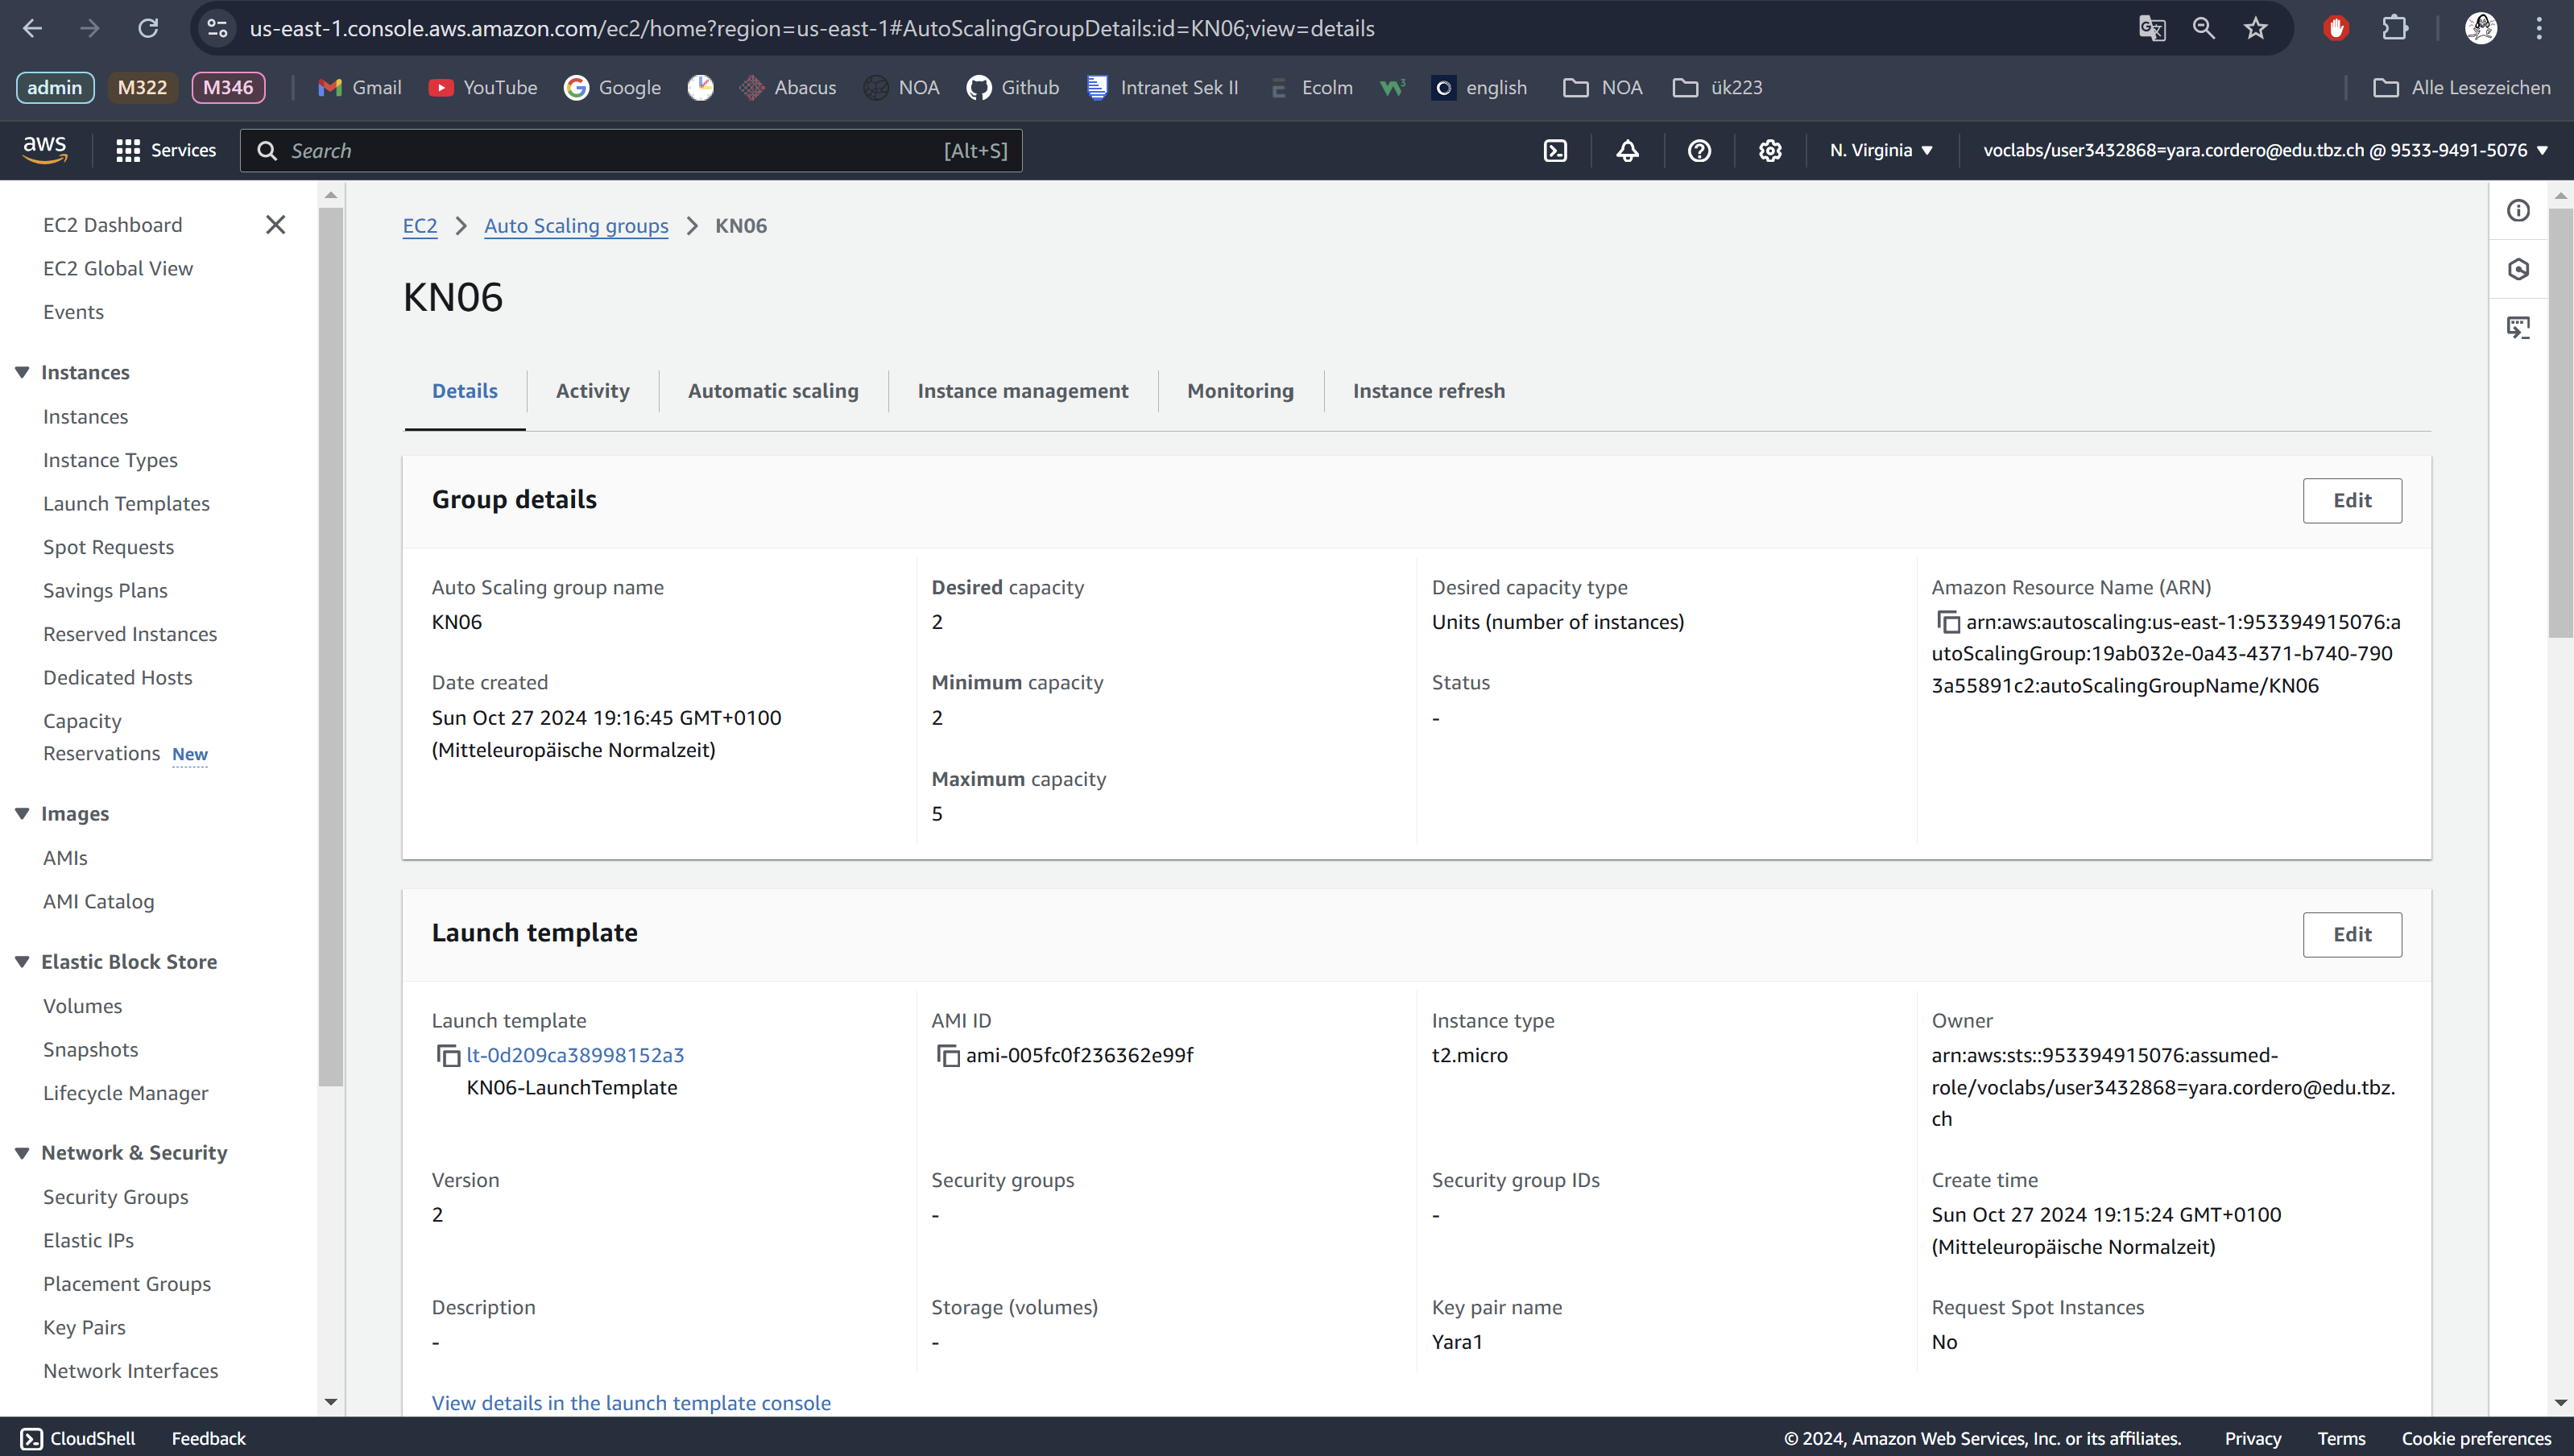 us-east-1.console.aws.amazon.com/ec2/home?region=us-east-1#AutoScalingGroupDetails:id=KN06;view=details
admin M322 M346 Gmail YouTube Google Abacus NOA Github Intranet Sek II Ecolm english NOA ük223 Alle Lesezeichen
aws Services Search [Alt+S] N. Virginia voclabs/user3432868=yara.cordero@edu.tbz.ch @ 9533-9491-5076
EC2 Dashboard
EC2 Global View
Events
Instances
Instances
Instance Types
Launch Templates
Spot Requests
Savings Plans
Reserved Instances
Dedicated Hosts
Capacity
Reservations New
Images
AMIs
AMI Catalog
Elastic Block Store
Volumes
Snapshots
Lifecycle Manager
Network & Security
Security Groups
Elastic IPs
Placement Groups
Key Pairs
Network Interfaces
EC2 > Auto Scaling groups > KN06
KN06
Details Activity Automatic scaling Instance management Monitoring Instance refresh
Group details Edit
Auto Scaling group name
KN06
Date created
Sun Oct 27 2024 19:16:45 GMT+0100
(Mitteleuropäische Normalzeit)
Desired capacity
2
Minimum capacity
2
Maximum capacity
5
Desired capacity type
Units (number of instances)
Status
-
Amazon Resource Name (ARN)
arn:aws:autoscaling:us-east-1:953394915076:a
utoScalingGroup:19ab032e-0a43-4371-b740-790
3a55891c2:autoScalingGroupName/KN06
Launch template Edit
Launch template
lt-0d209ca38998152a3
KN06-LaunchTemplate
AMI ID
ami-005fc0f236362e99f
Instance type
t2.micro
Owner
arn:aws:sts::953394915076:assumed-
role/voclabs/user3432868=yara.cordero@edu.tbz.
ch
Version
2
Security groups
-
Security group IDs
-
Create time
Sun Oct 27 2024 19:15:24 GMT+0100
(Mitteleuropäische Normalzeit)
Description
-
Storage (volumes)
-
Key pair name
Yara1
Request Spot Instances
No
View details in the launch template console
CloudShell Feedback © 2024, Amazon Web Services, Inc. or its affiliates. Privacy Terms Cookie preferences